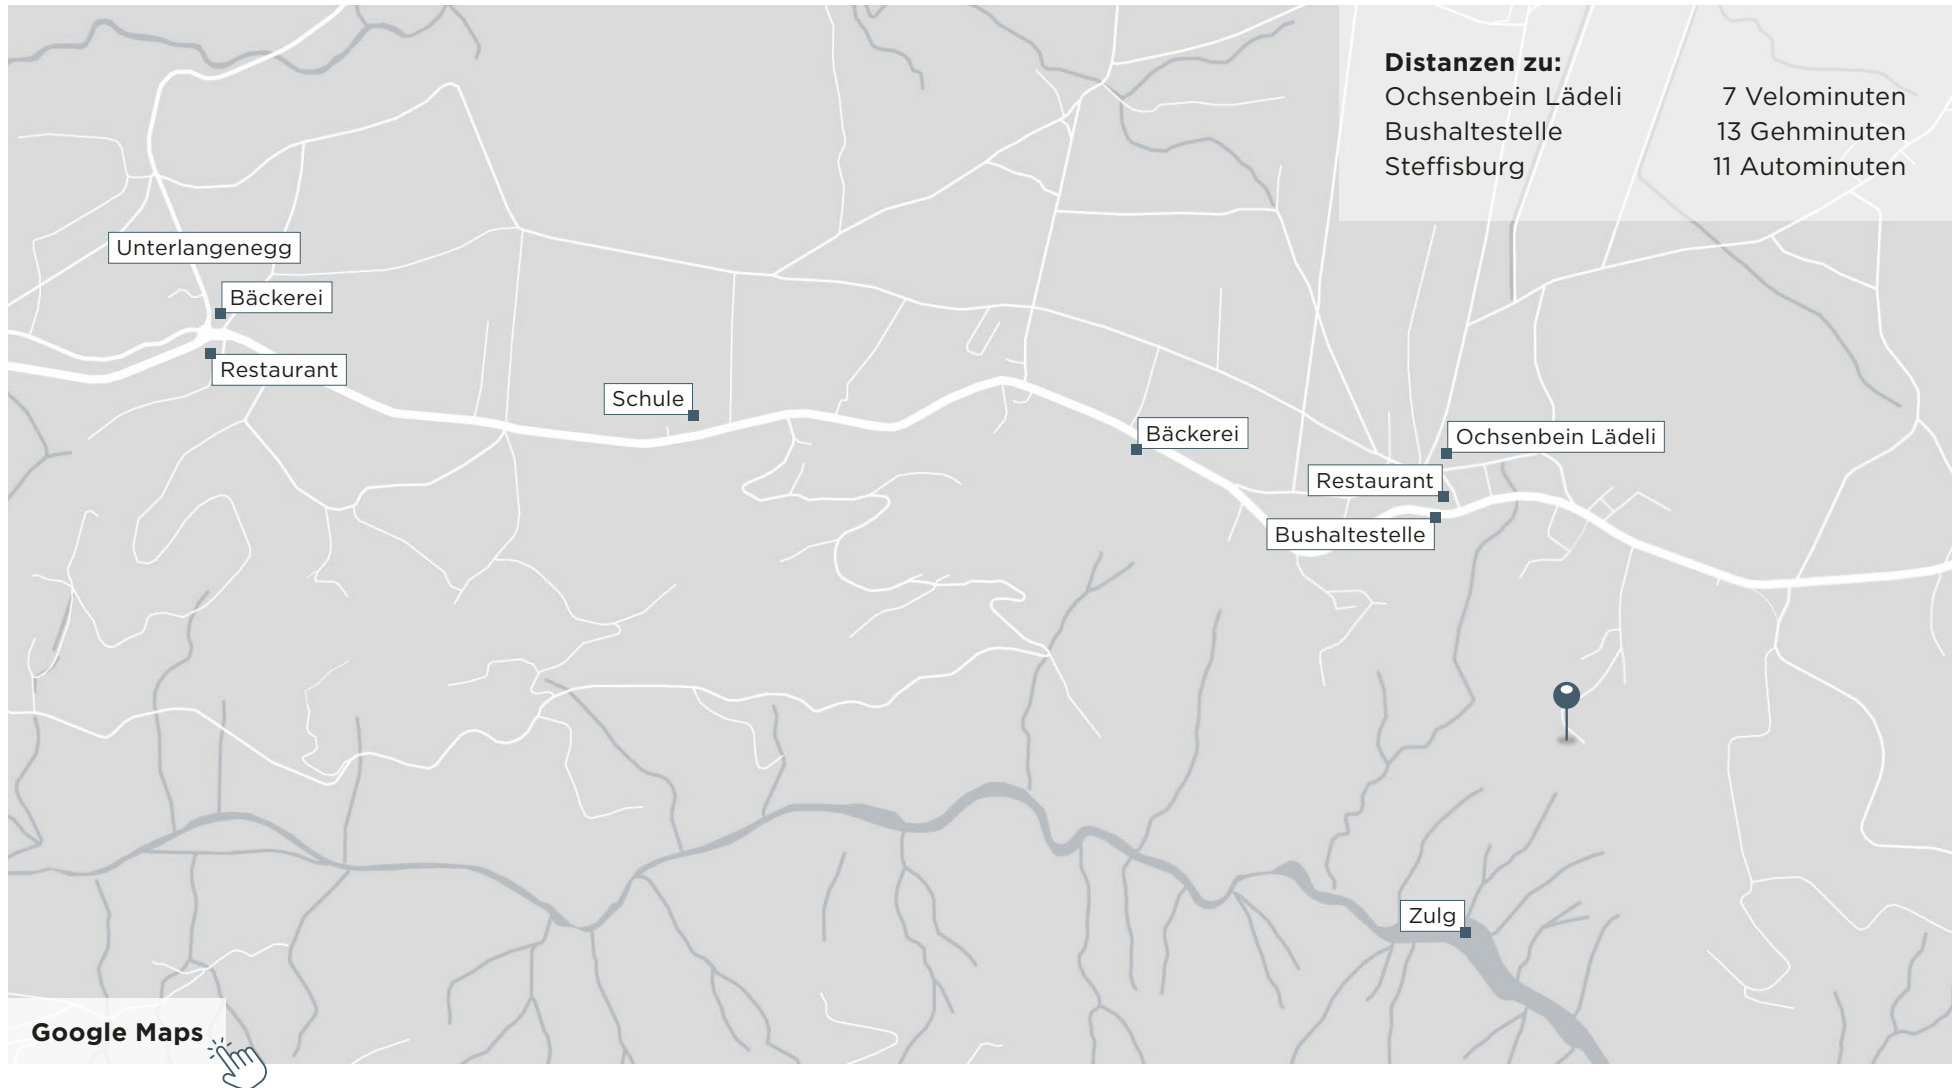 Distanzen zu:
Ochsenbein Lädeli 7 Velominuten
Bushaltestelle 13 Gehminuten
Steffisburg 11 Autominuten
Unterlangenegg
Bäckerei
Restaurant
Schule
Bäckerei
Ochsenbein Lädeli
Restaurant
Bushaltestelle
Zulg
Google Maps